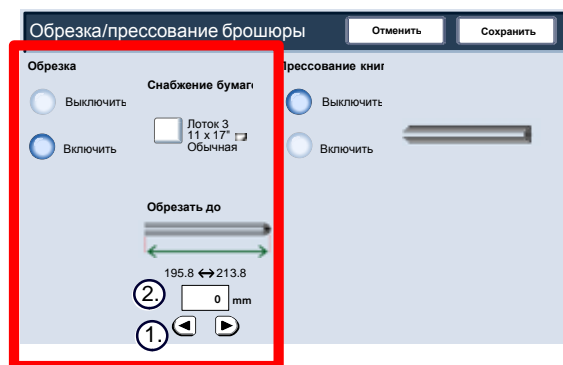 Обрезка/прессование брошюры
Отменить
Сохранить
Обрезка
Выключить
Включить
Снабжение бумаг
Лоток 3
11 x 17"
Обычная
Обрезать до
195.8 ↔ 213.8
2.
0 mm
1.
Прессование книг
Выключить
Включить